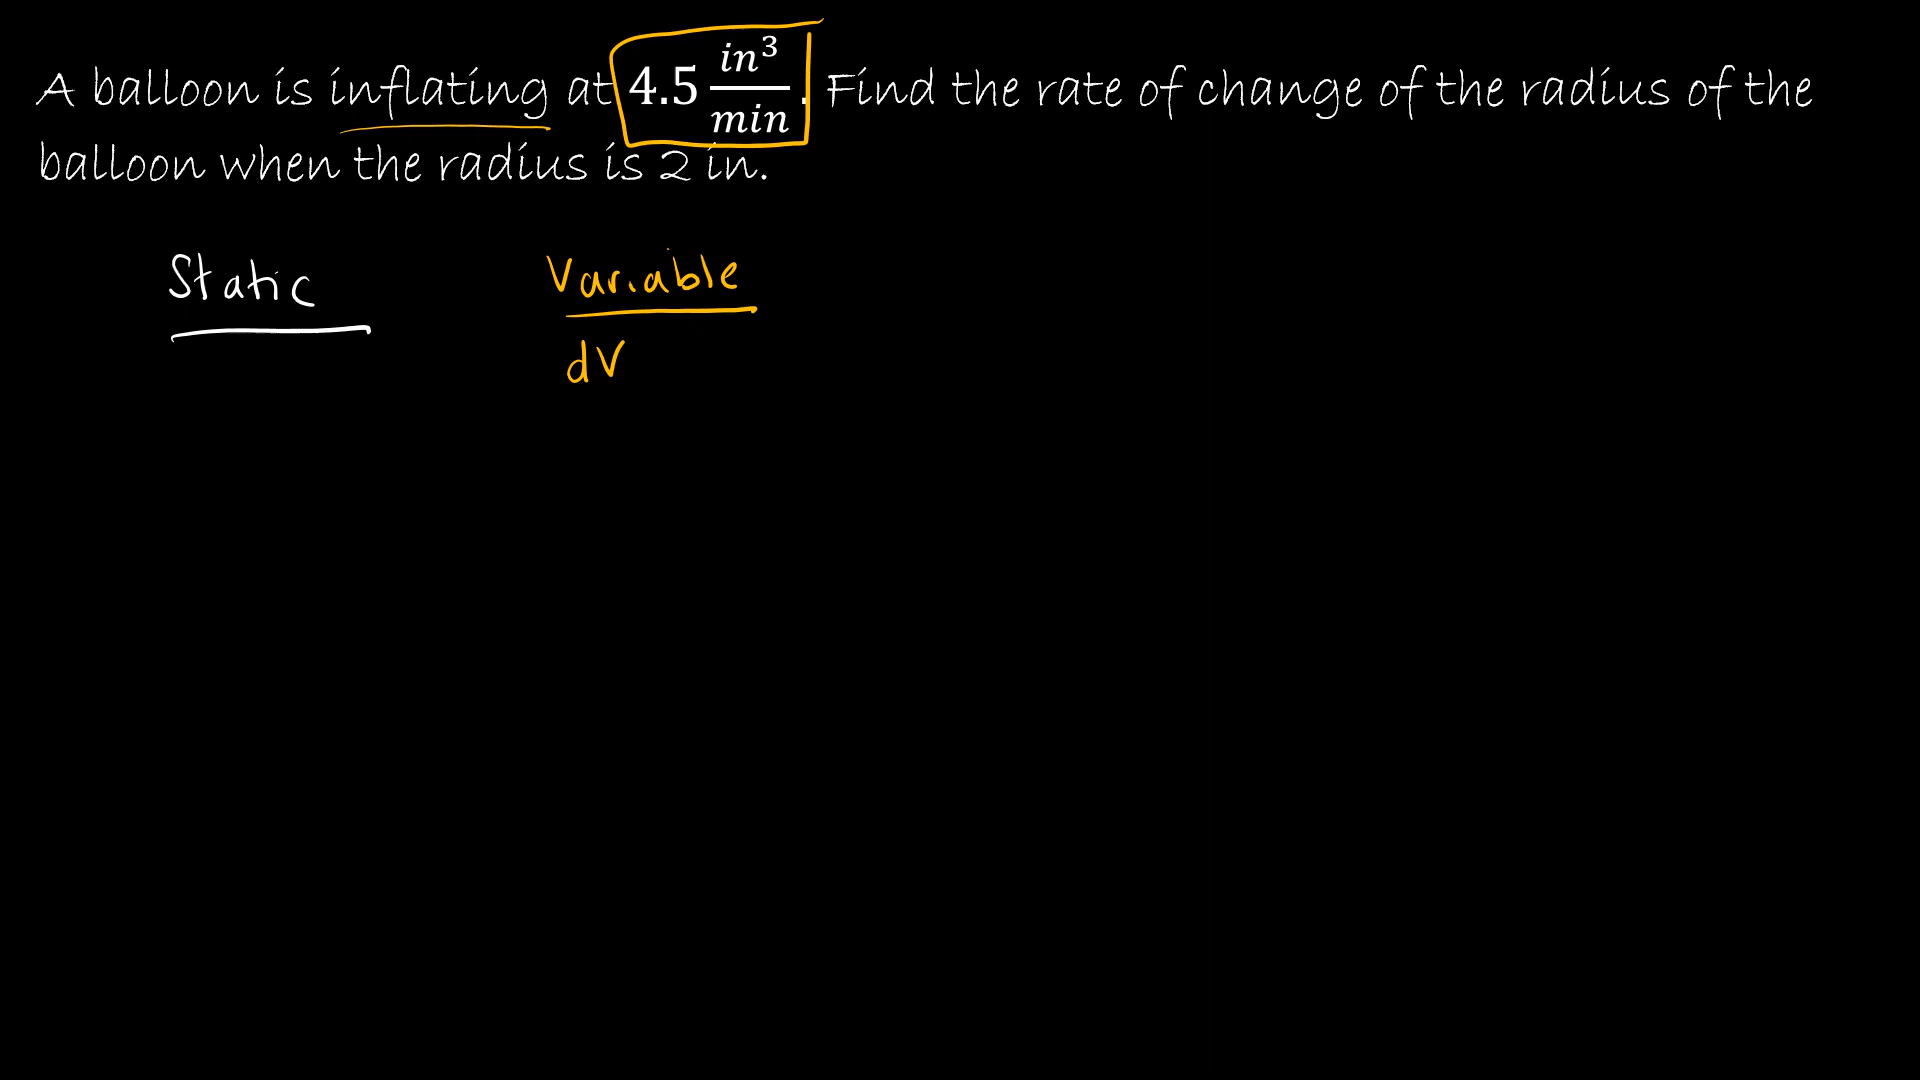 A balloon is inflating at 4.5 in³/min. Find the rate of change of the radius of the
balloon when the radius is 2 in.
Static Variable
dV